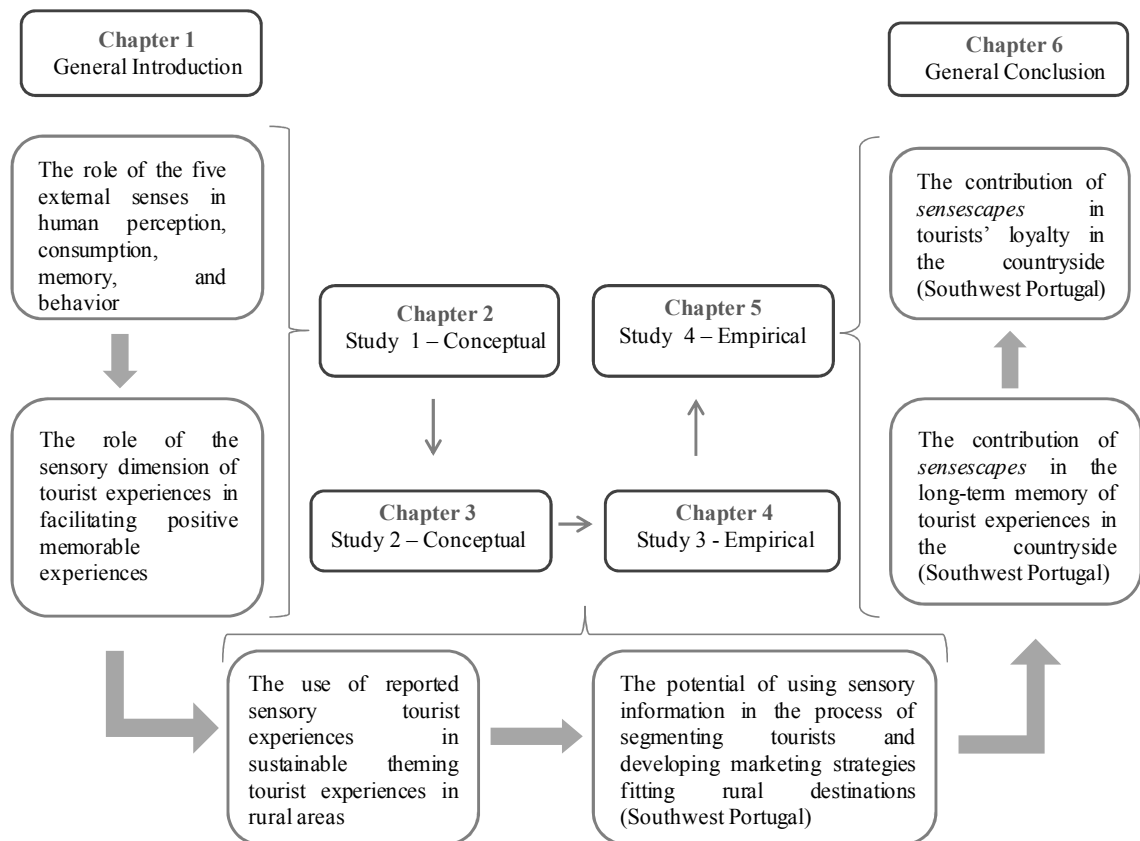 Chapter 1
General Introduction
Chapter 6
General Conclusion
The role of the five
external senses in
human perception,
consumption,
memory, and
behavior
The contribution of
sensescapes in
tourists’ loyalty in
the countryside
(Southwest Portugal)
Chapter 2
Study 1 – Conceptual
Chapter 5
Study 4 – Empirical
The role of the
sensory dimension of
tourist experiences in
facilitating positive
memorable
experiences
The contribution of
sensescapes in the
long-term memory of
tourist experiences in
the countryside
(Southwest Portugal)
Chapter 3
Study 2 – Conceptual
Chapter 4
Study 3 - Empirical
The use of reported
sensory tourist
experiences in
sustainable theming
tourist experiences in
rural areas
The potential of using sensory
information in the process of
segmenting tourists and
developing marketing strategies
fitting rural destinations
(Southwest Portugal)